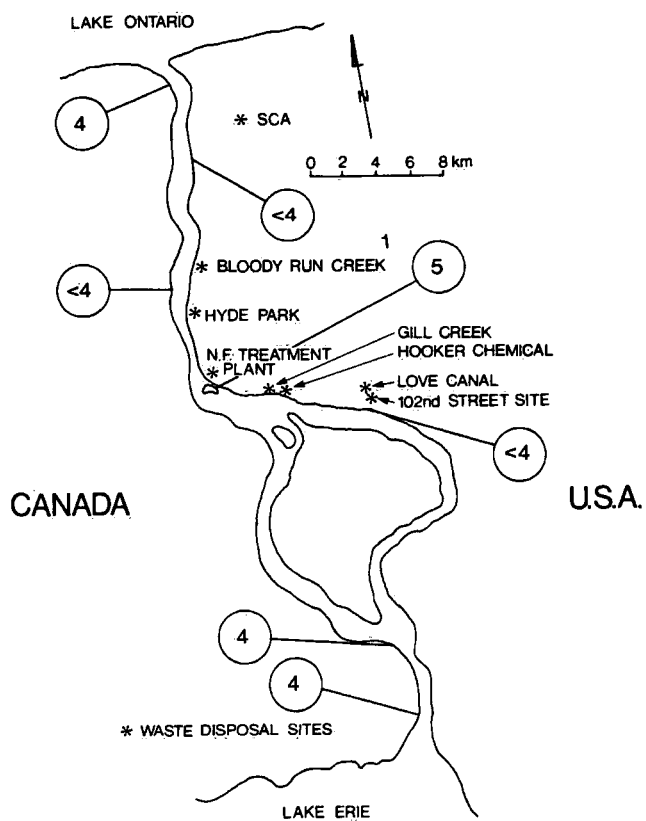 LAKE ONTARIO
N
4
* SCA
0 2 4 6 8 km
<4
1
* BLOODY RUN CREEK
5
<4
* HYDE PARK
GILL CREEK
N.F. TREATMENT
HOOKER CHEMICAL
* PLANT
* * * LOVE CANAL
* 102nd STREET SITE
<4
CANADA
U.S.A.
4
4
* WASTE DISPOSAL SITES
LAKE ERIE